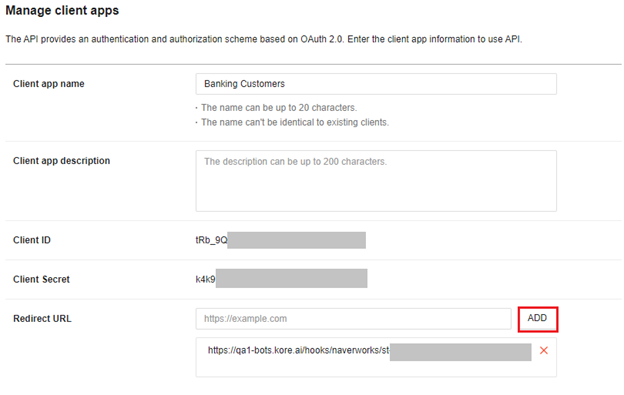 Manage client apps
The API provides an authentication and authorization scheme based on OAuth 2.0. Enter the client app information to use API.
Client app name
Banking Customers
· The name can be up to 20 characters.
· The name can't be identical to existing clients.
Client app description
The description can be up to 200 characters.
Client ID
tRb_9Q
Client Secret
k4k9
Redirect URL
https://example.com
ADD
https://qa1-bots.kore.ai/hooks/naverworks/st-